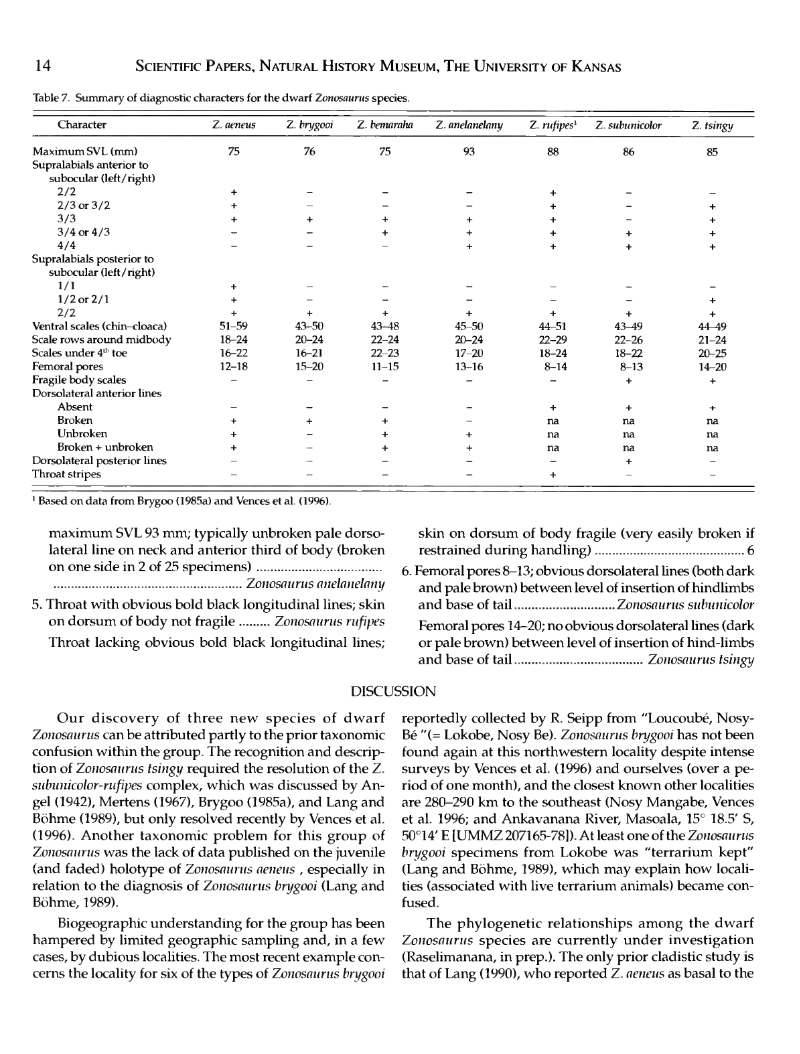 14 SCIENTIFIC PAPERS, NATURAL HISTORY MUSEUM, THE UNIVERSITY OF KANSAS
Table 7. Summary of diagnostic characters for the dwarf Zonosaurus species.
Character Z. aeneus Z. brygooi Z. bemaraha Z. anelanelany Z. rufipes¹ Z. subunicolor Z. tsingy
Maximum SVL (mm) 75 76 75 93 88 86 85
Supralabials anterior to
subocular (left/right)
2/2 + – – – + – –
2/3 or 3/2 + – – – + – +
3/3 + + + + + – +
3/4 or 4/3 – – + + + + +
4/4 – – – + + + +
Supralabials posterior to
subocular (left/right)
1/1 + – – – – – –
1/2 or 2/1 + – – – – – +
2/2 + + + + + + +
Ventral scales (chin–cloaca) 51–59 43–50 43–48 45–50 44–51 43–49 44–49
Scale rows around midbody 18–24 20–24 22–24 20–24 22–29 22–26 21–24
Scales under 4th toe 16–22 16–21 22–23 17–20 18–24 18–22 20–25
Femoral pores 12–18 15–20 11–15 13–16 8–14 8–13 14–20
Fragile body scales – – – – – + +
Dorsolateral anterior lines
Absent – – – – + + +
Broken + + + – na na na
Unbroken + – + + na na na
Broken + unbroken + – + + na na na
Dorsolateral posterior lines – – – – – + –
Throat stripes – – – – + – –
¹ Based on data from Brygoo (1985a) and Vences et al. (1996).
maximum SVL 93 mm; typically unbroken pale dorso-
lateral line on neck and anterior third of body (broken
on one side in 2 of 25 specimens) ....................................
...................................................... Zonosaurus anelanelany
5. Throat with obvious bold black longitudinal lines; skin
on dorsum of body not fragile ......... Zonosaurus rufipes
Throat lacking obvious bold black longitudinal lines;
skin on dorsum of body fragile (very easily broken if
restrained during handling) ........................................... 6
6. Femoral pores 8–13; obvious dorsolateral lines (both dark
and pale brown) between level of insertion of hindlimbs
and base of tail ............................. Zonosaurus subunicolor
Femoral pores 14–20; no obvious dorsolateral lines (dark
or pale brown) between level of insertion of hind-limbs
and base of tail ..................................... Zonosaurus tsingy
DISCUSSION
Our discovery of three new species of dwarf
Zonosaurus can be attributed partly to the prior taxonomic
confusion within the group. The recognition and descrip-
tion of Zonosaurus tsingy required the resolution of the Z.
subunicolor-rufipes complex, which was discussed by An-
gel (1942), Mertens (1967), Brygoo (1985a), and Lang and
Böhme (1989), but only resolved recently by Vences et al.
(1996). Another taxonomic problem for this group of
Zonosaurus was the lack of data published on the juvenile
(and faded) holotype of Zonosaurus aeneus , especially in
relation to the diagnosis of Zonosaurus brygooi (Lang and
Böhme, 1989).
Biogeographic understanding for the group has been
hampered by limited geographic sampling and, in a few
cases, by dubious localities. The most recent example con-
cerns the locality for six of the types of Zonosaurus brygooi
reportedly collected by R. Seipp from "Loucoubé, Nosy-
Bé "(= Lokobe, Nosy Be). Zonosaurus brygooi has not been
found again at this northwestern locality despite intense
surveys by Vences et al. (1996) and ourselves (over a pe-
riod of one month), and the closest known other localities
are 280–290 km to the southeast (Nosy Mangabe, Vences
et al. 1996; and Ankavanana River, Masoala, 15° 18.5' S,
50°14' E [UMMZ 207165-78]). At least one of the Zonosaurus
brygooi specimens from Lokobe was "terrarium kept"
(Lang and Böhme, 1989), which may explain how locali-
ties (associated with live terrarium animals) became con-
fused.
The phylogenetic relationships among the dwarf
Zonosaurus species are currently under investigation
(Raselimanana, in prep.). The only prior cladistic study is
that of Lang (1990), who reported Z. aeneus as basal to the